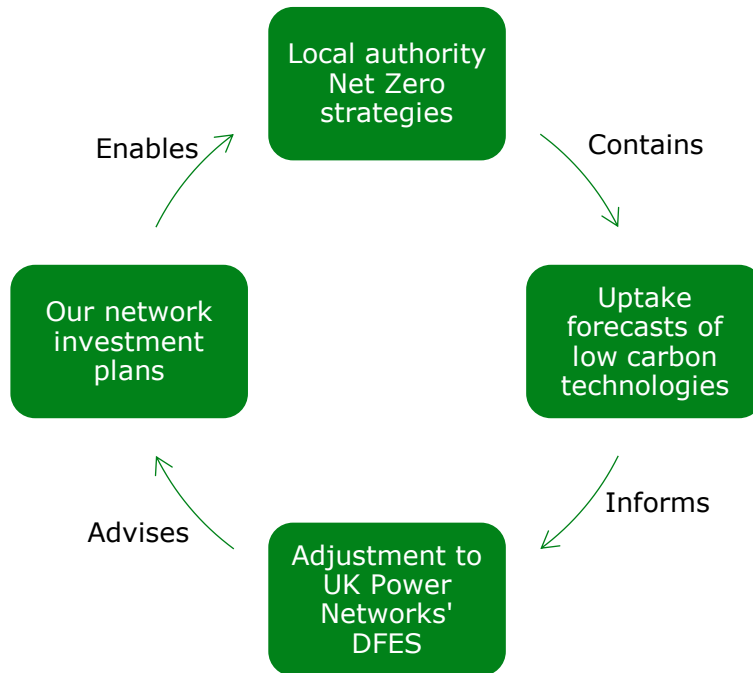 Local authority
Net Zero
strategies
Enables
Contains
Our network
investment
plans
Uptake
forecasts of
low carbon
technologies
Advises
Informs
Adjustment to
UK Power
Networks'
DFES